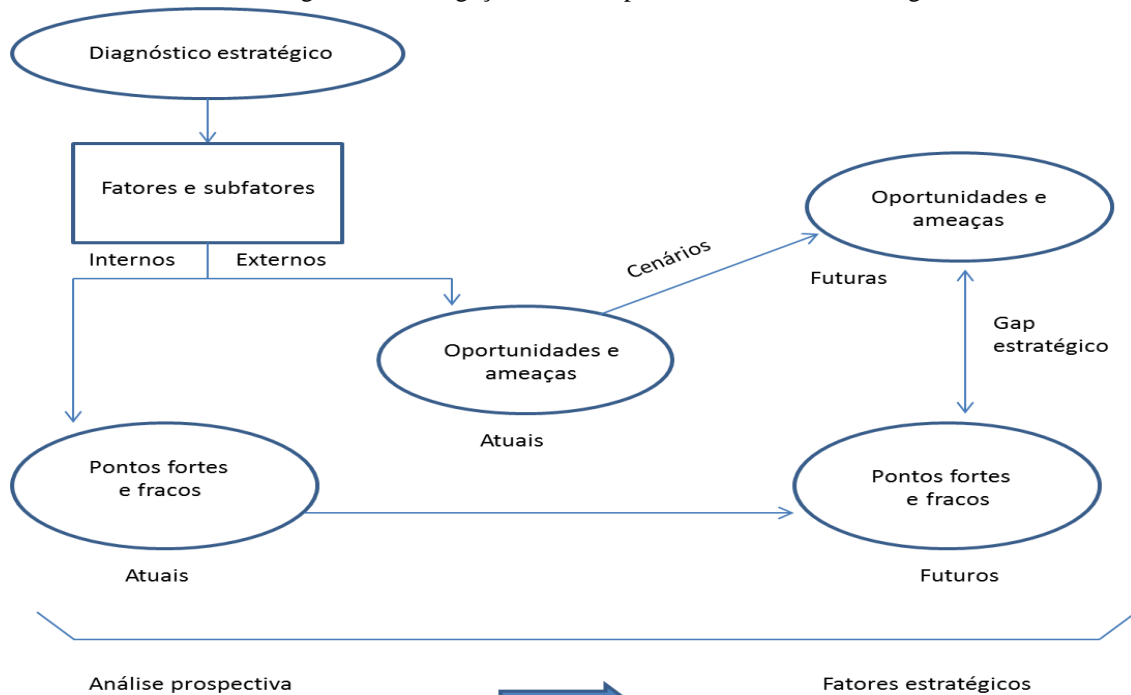 Diagnóstico estratégico
Fatores e subfatores
Internos
Externos
Oportunidades e
ameaças
Cenários
Futuras
Gap
estratégico
Oportunidades e
ameaças
Atuais
Pontos fortes
e fracos
Pontos fortes
e fracos
Atuais
Futuros
Análise prospectiva
Fatores estratégicos